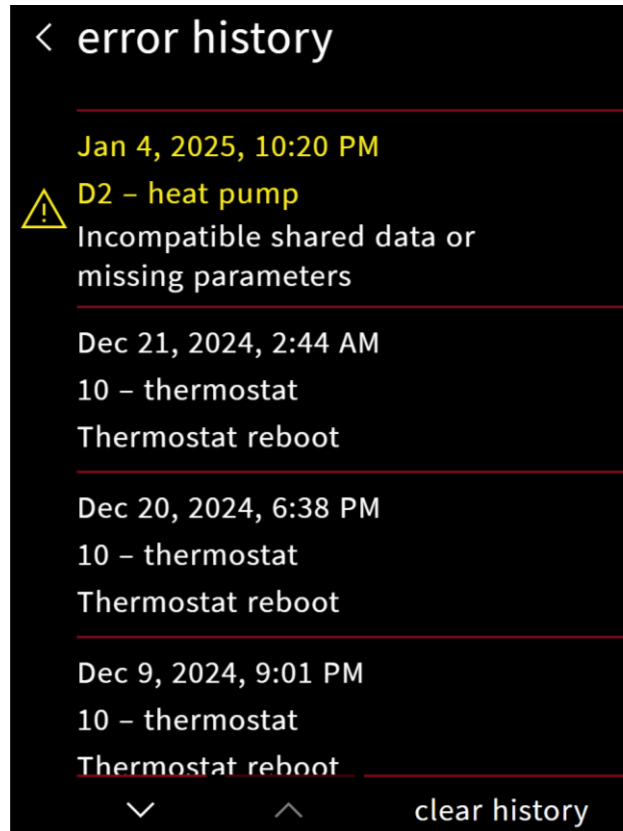 error history
Jan 4, 2025, 10:20 PM
D2 – heat pump
Incompatible shared data or
missing parameters
Dec 21, 2024, 2:44 AM
10 – thermostat
Thermostat reboot
Dec 20, 2024, 6:38 PM
10 – thermostat
Thermostat reboot
Dec 9, 2024, 9:01 PM
10 – thermostat
Thermostat reboot
clear history